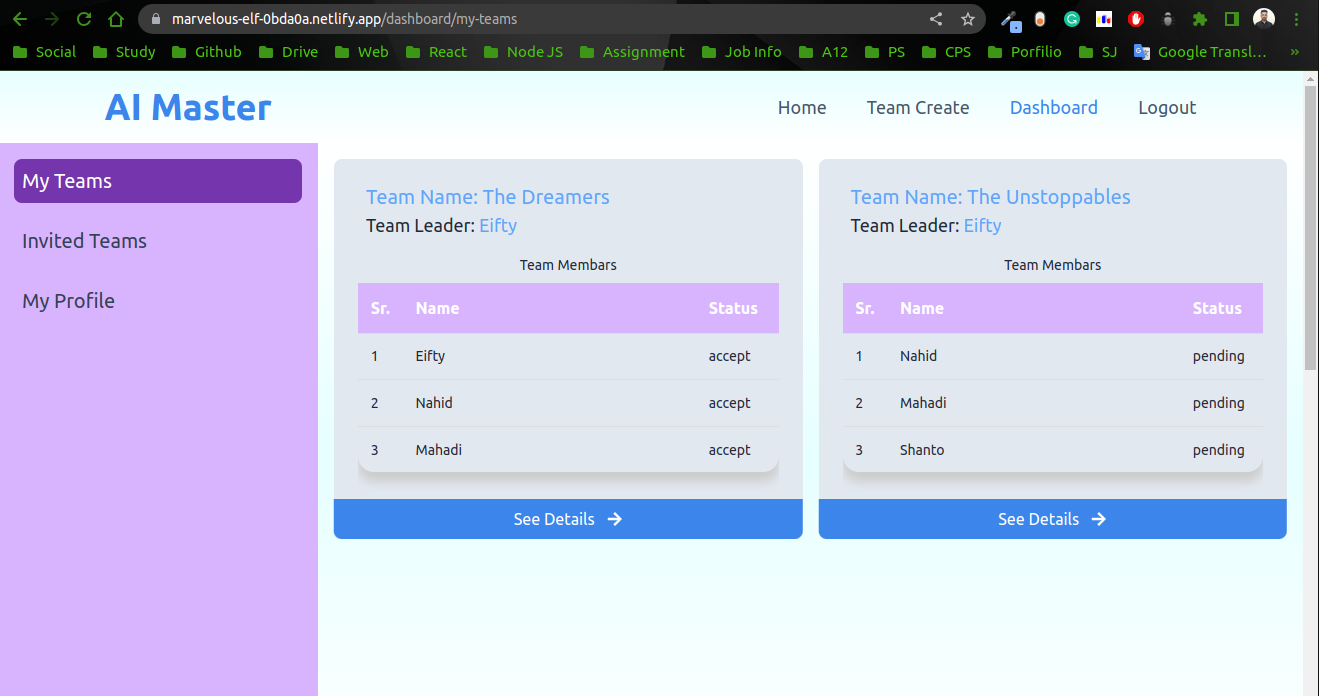 marvelous-elf-0bda0a.netlify.app/dashboard/my-teams
Social Study Github Drive Web React Node JS Assignment Job Info A12 PS CPS Porfilio SJ Google Transl... »
AI Master
Home Team Create Dashboard Logout
My Teams
Invited Teams
My Profile
Team Name: The Dreamers
Team Leader: Eifty
Team Membars
Sr. Name Status
1 Eifty accept
2 Nahid accept
3 Mahadi accept
See Details →
Team Name: The Unstoppables
Team Leader: Eifty
Team Membars
Sr. Name Status
1 Nahid pending
2 Mahadi pending
3 Shanto pending
See Details →